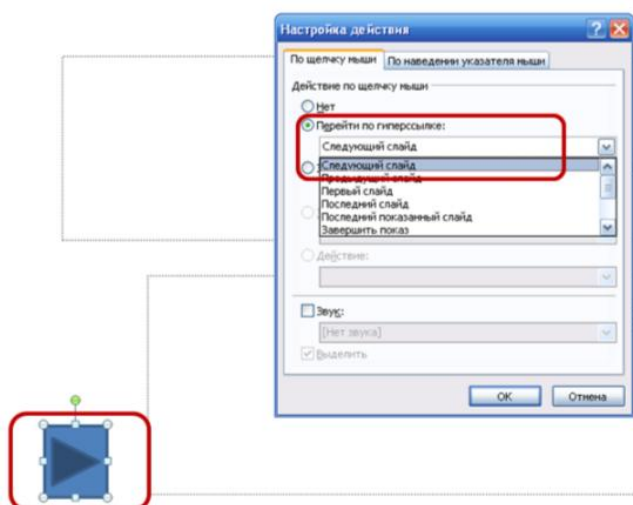 Настройка действия
По щелчку мыши
По наведении указателя мыши
Действие по щелчку мыши
Нет
Перейти по гиперссылке:
Следующий слайд
Следующий слайд
Предыдущий слайд
Первый слайд
Последний слайд
Последний показанный слайд
Завершить показ
Действие:
Звук:
[Нет звука]
Выделить
ОК
Отмена